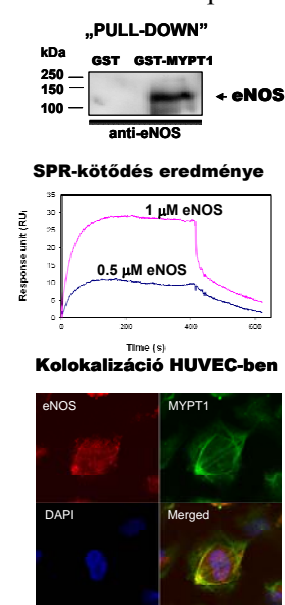 „PULL-DOWN”
kDa
GST GST-MYPT1
250
150
100
← eNOS
anti-eNOS
SPR-kötődés eredménye
Response unit (RU)
35
30
25
20
15
10
5
0
1 μM eNOS
0.5 μM eNOS
0 200 400 600
Time (s)
Kolokalizáció HUVEC-ben
eNOS MYPT1
DAPI Merged